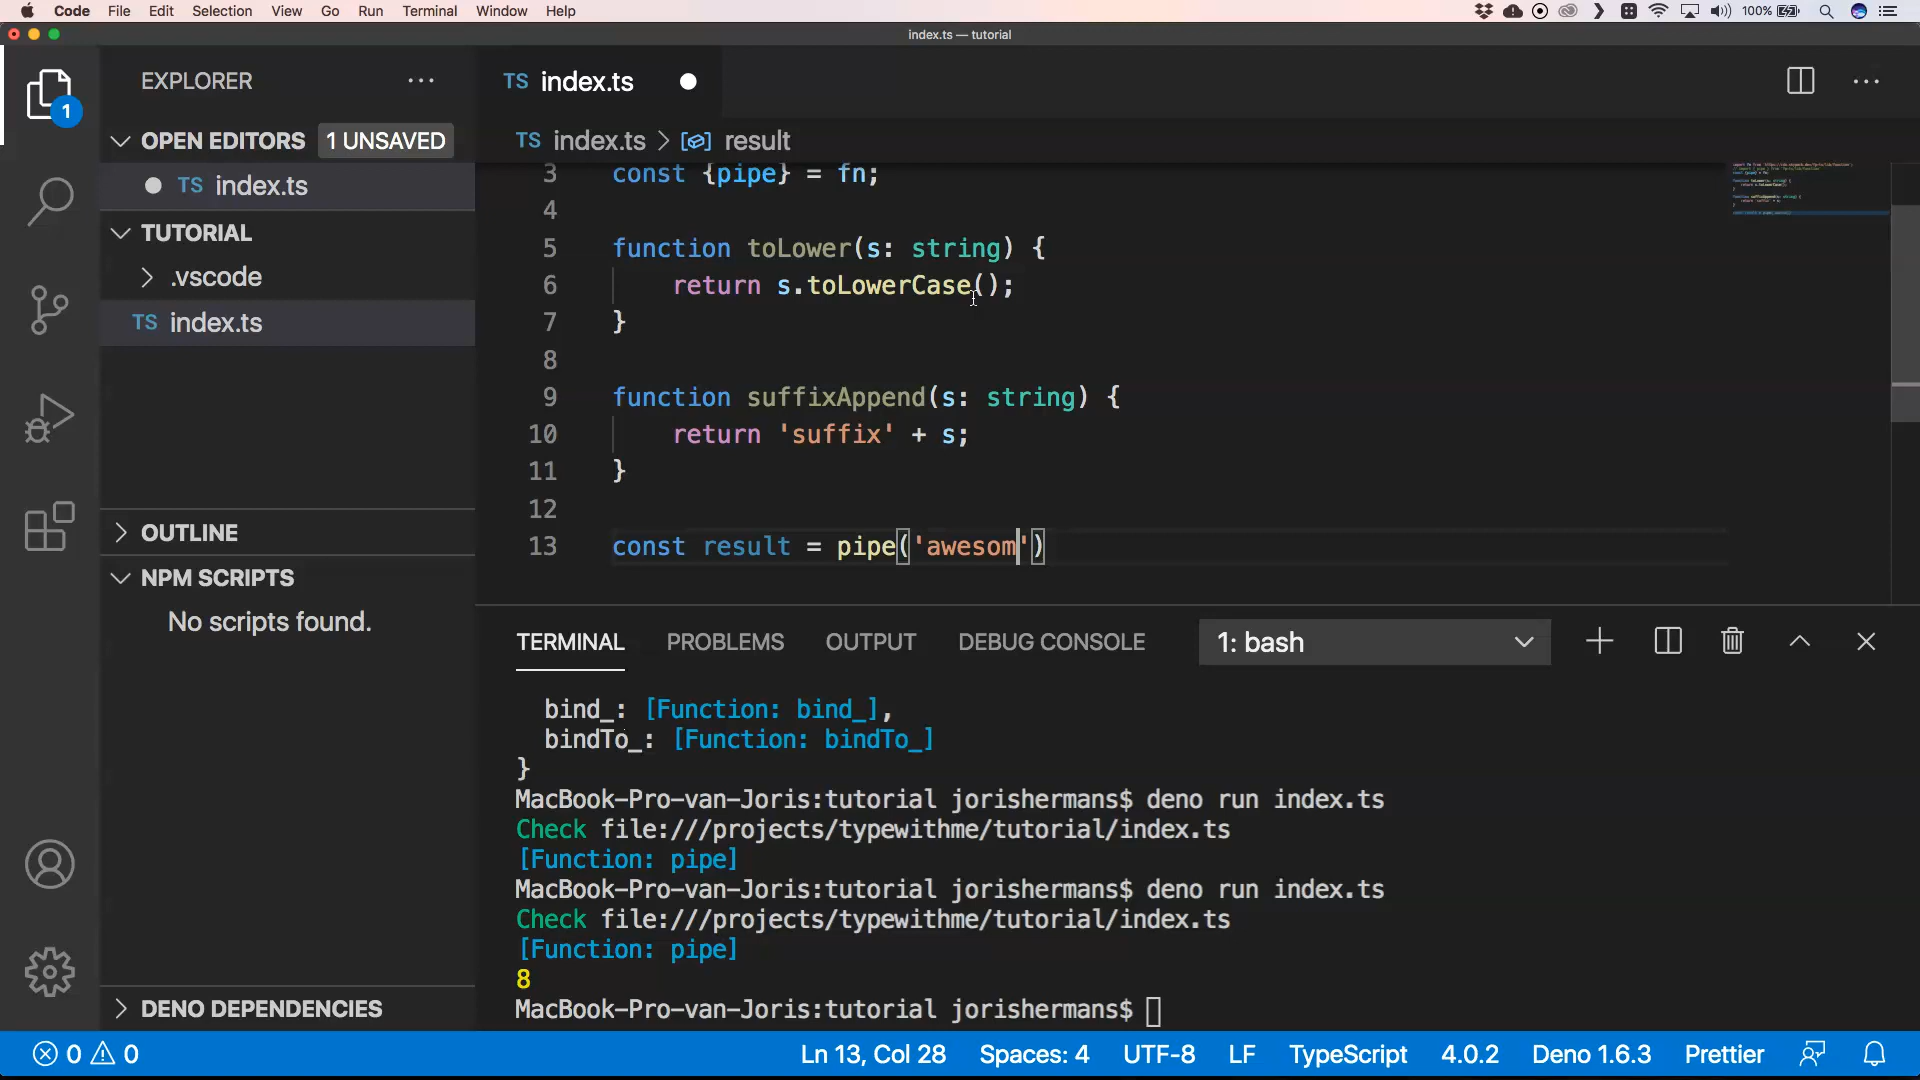 Code File Edit Selection View Go Run Terminal Window Help 100%
index.ts — tutorial
EXPLORER
OPEN EDITORS 1 UNSAVED
TS index.ts
TUTORIAL
.vscode
TS index.ts
OUTLINE
NPM SCRIPTS
No scripts found.
DENO DEPENDENCIES
1
TS index.ts
TS index.ts > result
3 const {pipe} = fn;
4
5 function toLower(s: string) {
6 return s.toLowerCase();
7 }
8
9 function suffixAppend(s: string) {
10 return 'suffix' + s;
11 }
12
13 const result = pipe('awesom')
TERMINAL PROBLEMS OUTPUT DEBUG CONSOLE 1: bash
bind_: [Function: bind_],
bindTo_: [Function: bindTo_]
}
MacBook-Pro-van-Joris:tutorial jorishermans$ deno run index.ts
Check file:///projects/typewithme/tutorial/index.ts
[Function: pipe]
MacBook-Pro-van-Joris:tutorial jorishermans$ deno run index.ts
Check file:///projects/typewithme/tutorial/index.ts
[Function: pipe]
8
MacBook-Pro-van-Joris:tutorial jorishermans$
0 0 Ln 13, Col 28 Spaces: 4 UTF-8 LF TypeScript 4.0.2 Deno 1.6.3 Prettier